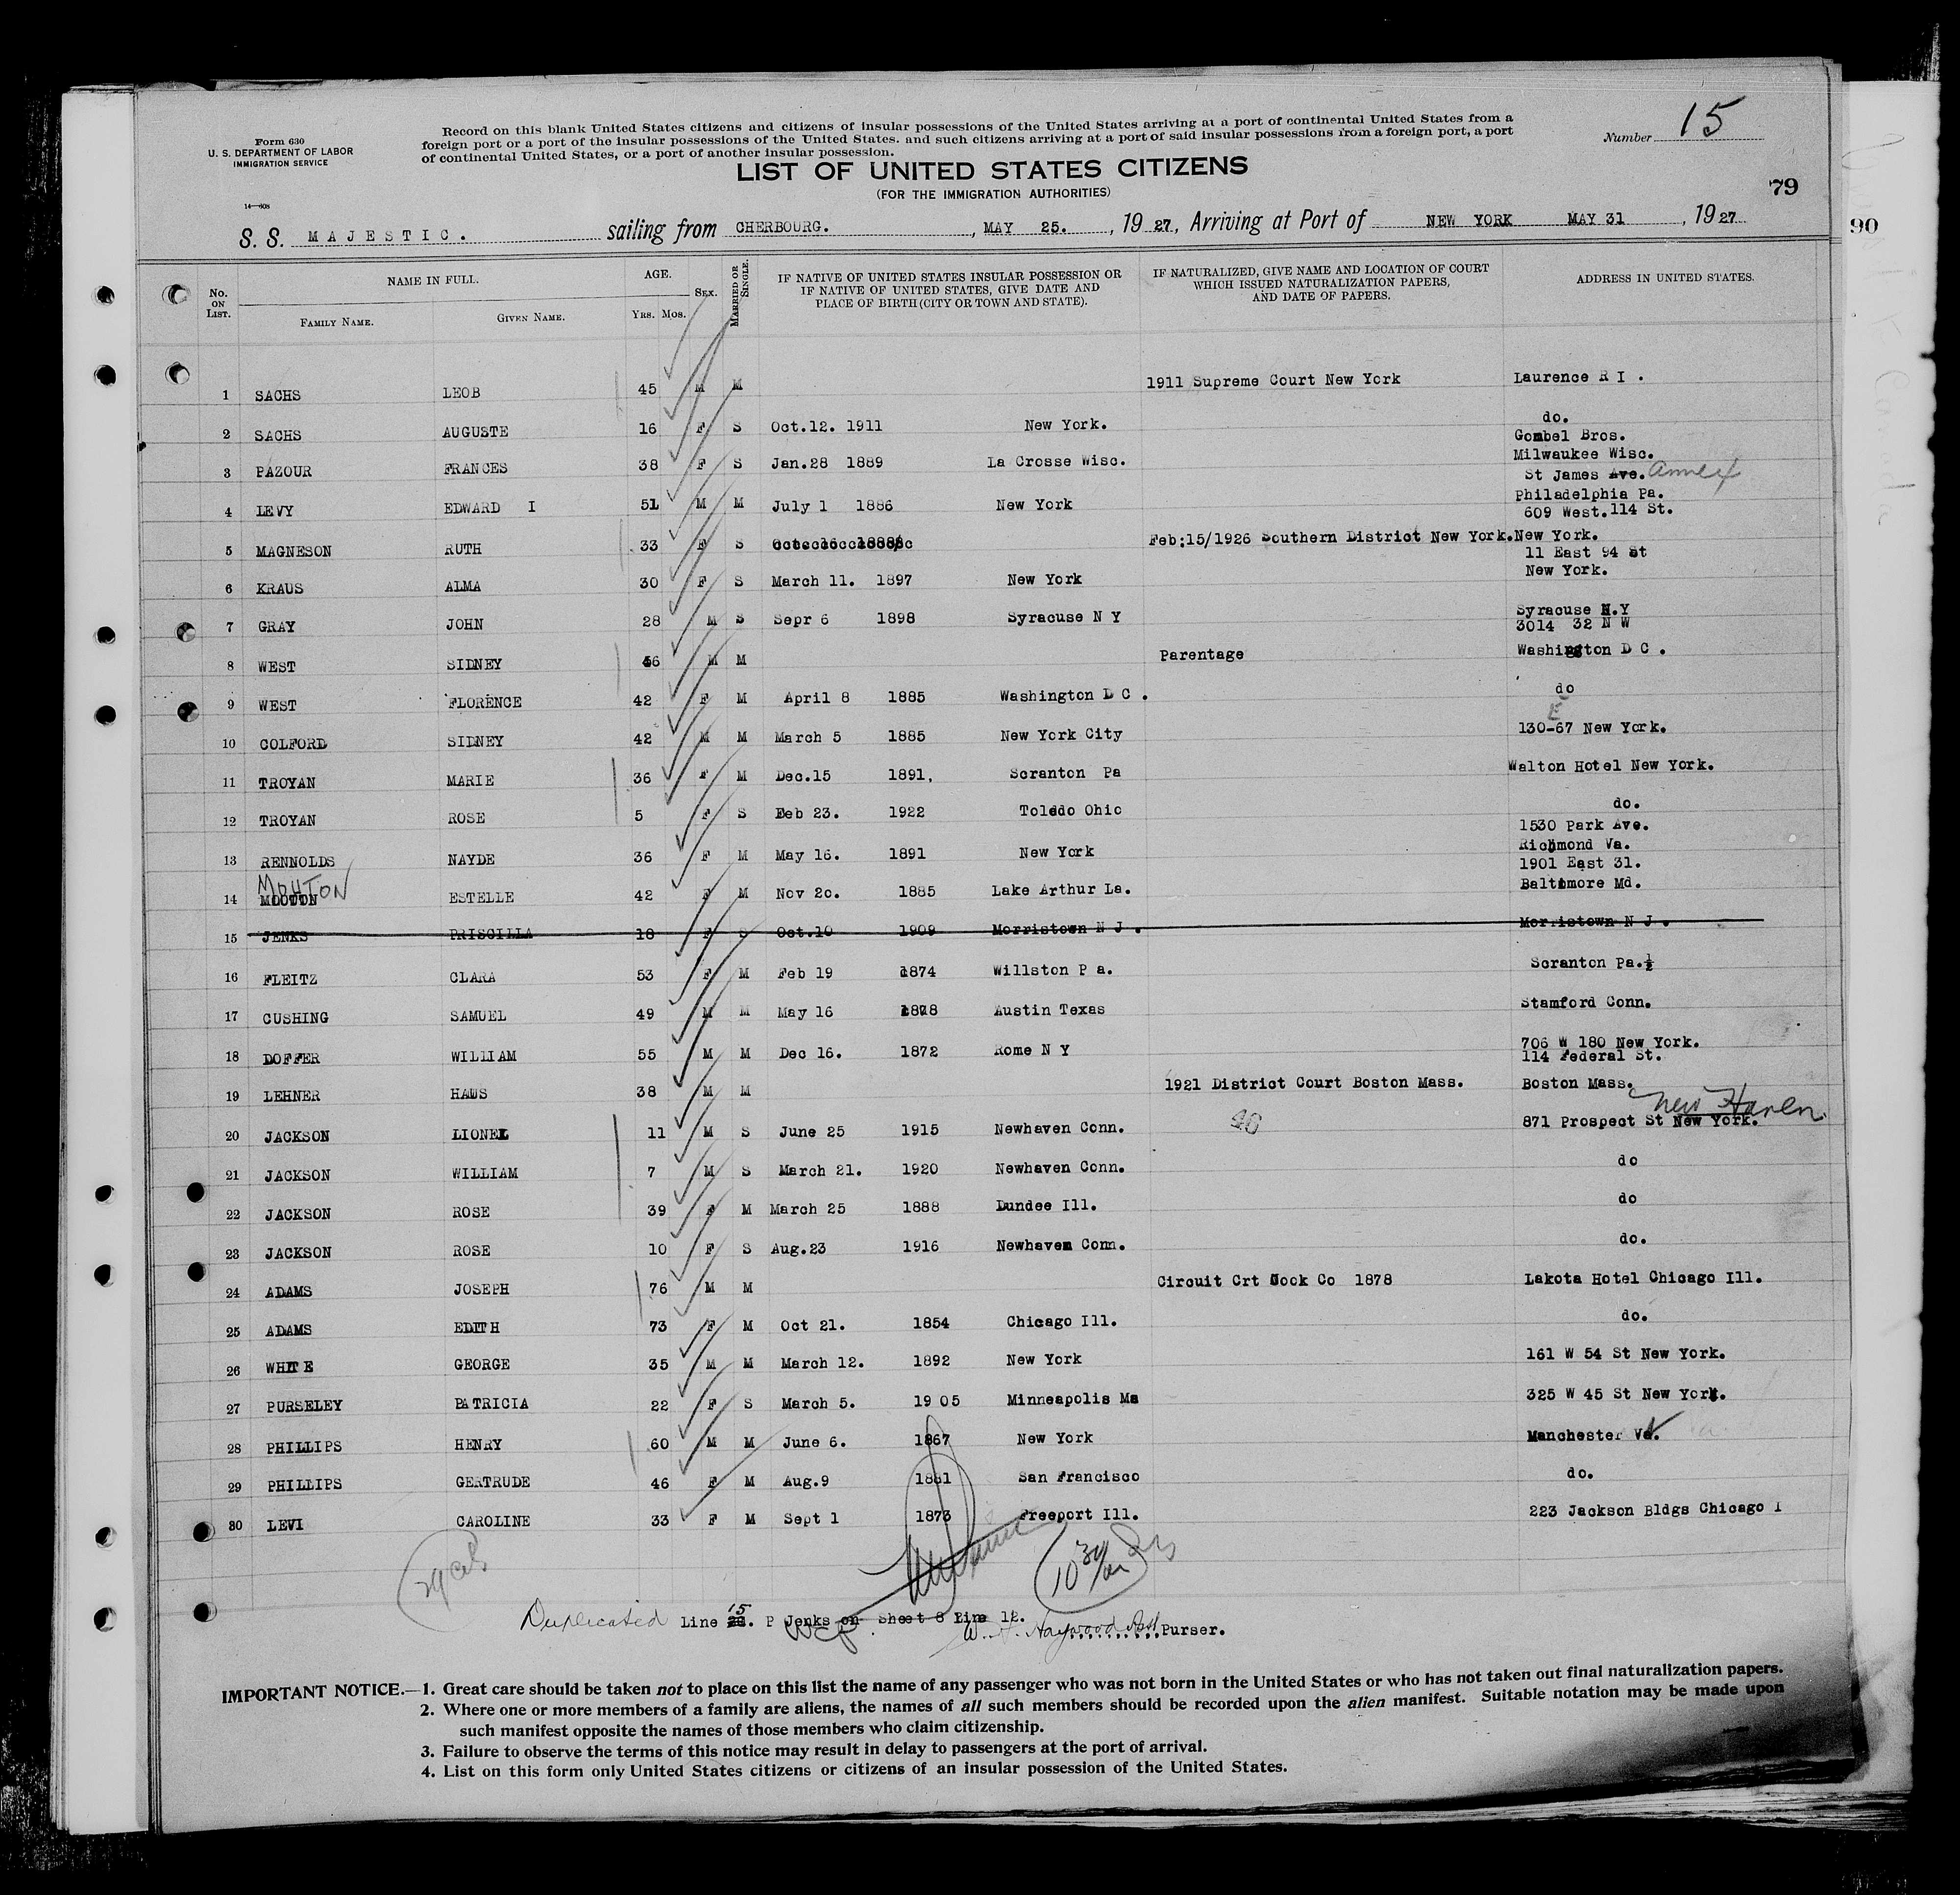 Form 630
U. S. DEPARTMENT OF LABOR
IMMIGRATION SERVICE
14—608
Record on this blank United States citizens and citizens of insular possessions of the United States arriving at a port of continental United States from a
foreign port or a port of the insular possessions of the United States. and such citizens arriving at a port of said insular possessions from a foreign port, a port
of continental United States, or a port of another insular possession.
Number 15
LIST OF UNITED STATES CITIZENS
(FOR THE IMMIGRATION AUTHORITIES)
79
90
S. S. MAJESTIC. sailing from CHERBOURG. , MAY 25. , 19 27, Arriving at Port of NEW YORK MAY 31 , 19 27
No. ON LIST.
NAME IN FULL.
FAMILY NAME.
GIVEN NAME.
AGE.
YRS. MOS.
SEX.
MARRIED OR SINGLE.
IF NATIVE OF UNITED STATES INSULAR POSSESSION OR
IF NATIVE OF UNITED STATES, GIVE DATE AND
PLACE OF BIRTH (CITY OR TOWN AND STATE).
IF NATURALIZED, GIVE NAME AND LOCATION OF COURT
WHICH ISSUED NATURALIZATION PAPERS,
AND DATE OF PAPERS.
ADDRESS IN UNITED STATES.
1 SACHS LEOB 45 M M 1911 Supreme Court New York Laurence R I .
2 SACHS AUGUSTE 16 F S Oct.12. 1911 New York. do.
Gombel Bros.
3 PAZOUR FRANCES 38 F S Jan.28 1889 La Crosse Wisc. Milwaukee Wisc.
St James Ave. annex
4 LEVY EDWARD I 51 M M July 1 1886 New York Philadelphia Pa.
609 West.114 St.
5 MAGNESON RUTH 33 F S Feb:15/1926 Southern District New York. New York.
11 East 94 St
6 KRAUS ALMA 30 F S March 11. 1897 New York New York.
7 GRAY JOHN 28 M S Sepr 6 1898 Syracuse N Y Syracuse N.Y
3014 32 N W
8 WEST SIDNEY 46 M M Parentage Washington D C .
9 WEST FLORENCE 42 F M April 8 1885 Washington D C . do
E
10 COLFORD SIDNEY 42 M M March 5 1885 New York City 130-67 New York.
11 TROYAN MARIE 36 F M Dec.15 1891, Scranton Pa Walton Hotel New York.
12 TROYAN ROSE 5 F S Feb 23. 1922 Toledo Ohio do.
1530 Park Ave.
13 RENNOLDS NAYDE 36 F M May 16. 1891 New York Richmond Va.
1901 East 31.
MOUTON
14 MOOTON ESTELLE 42 F M Nov 20. 1885 Lake Arthur La. Baltimore Md.
15 JENKS PRISCILLA 18 F S Oct.10 1909 Morristown N J . Morristown N J .
16 FLEITZ CLARA 53 F M Feb 19 1874 Willston P a. Scranton Pa.½
17 CUSHING SAMUEL 49 M M May 16 1878 Austin Texas Stamford Conn.
18 DOFFER WILLIAM 55 M M Dec 16. 1872 Rome N Y 706 W 180 New York.
114 Federal St.
19 LEHNER HAUS 38 M M 1921 District Court Boston Mass. Boston Mass.
New Haven
46
20 JACKSON LIONEL 11 M S June 25 1915 Newhaven Conn. 871 Prospect St New York.
21 JACKSON WILLIAM 7 M S March 21. 1920 Newhaven Conn. do
22 JACKSON ROSE 39 F M March 25 1888 Dundee Ill. do
23 JACKSON ROSE 10 F S Aug.23 1916 Newhaven Conn. do.
24 ADAMS JOSEPH 76 M M Circuit Crt Cook Co 1878 Lakota Hotel Chicago Ill.
25 ADAMS EDITH 73 F M Oct 21. 1854 Chicago Ill. do.
26 WHITE GEORGE 35 M M March 12. 1892 New York 161 W 54 St New York.
27 PURSELEY PATRICIA 22 F S March 5. 19 05 Minneapolis Ms 325 W 45 St New York.
28 PHILLIPS HENRY 60 M M June 6. 1867 New York Manchester
29 PHILLIPS GERTRUDE 46 F M Aug.9 1881 San Francisco do.
30 LEVI CAROLINE 33 F M Sept 1 1873 Freeport Ill. 223 Jackson Bldgs Chicago I
Duplicated Line 15. P Jenks on Sheet 8 Line 12.
W. Haywood Purser.
IMPORTANT NOTICE.—1. Great care should be taken not to place on this list the name of any passenger who was not born in the United States or who has not taken out final naturalization papers.
2. Where one or more members of a family are aliens, the names of all such members should be recorded upon the alien manifest. Suitable notation may be made upon
such manifest opposite the names of those members who claim citizenship.
3. Failure to observe the terms of this notice may result in delay to passengers at the port of arrival.
4. List on this form only United States citizens or citizens of an insular possession of the United States.